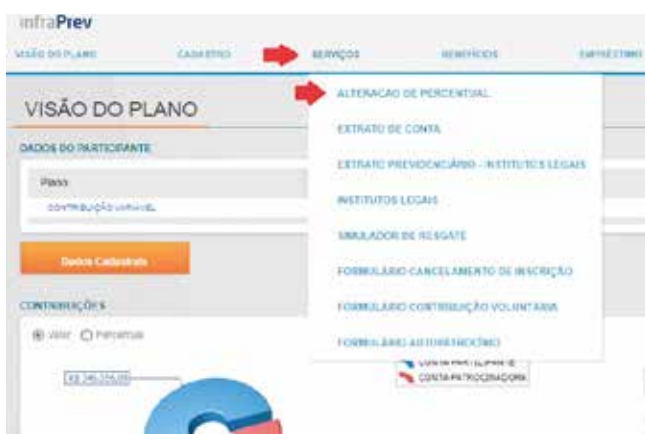 infraPrev
VISÃO DO PLANO CADASTRO SERVIÇOS BENEFÍCIOS EMPRÉSTIMO
ALTERAÇÃO DE PERCENTUAL
VISÃO DO PLANO
EXTRATO DE CONTA
DADOS DO PARTICIPANTE
EXTRATO PREVIDENCIÁRIO - INSTITUTOS LEGAIS
Plano
INSTITUTOS LEGAIS
CONTRIBUIÇÃO VARIÁVEL
SIMULADOR DE RESGATE
Dados Cadastrais
FORMULÁRIO CANCELAMENTO DE INSCRIÇÃO
CONTRIBUIÇÕES
FORMULÁRIO CONTRIBUIÇÃO VOLUNTÁRIA
Valor Percentual
FORMULÁRIO AUTOPATROCÍNIO
CONTA PARTICIPANTE
CONTA PATROCINADORA